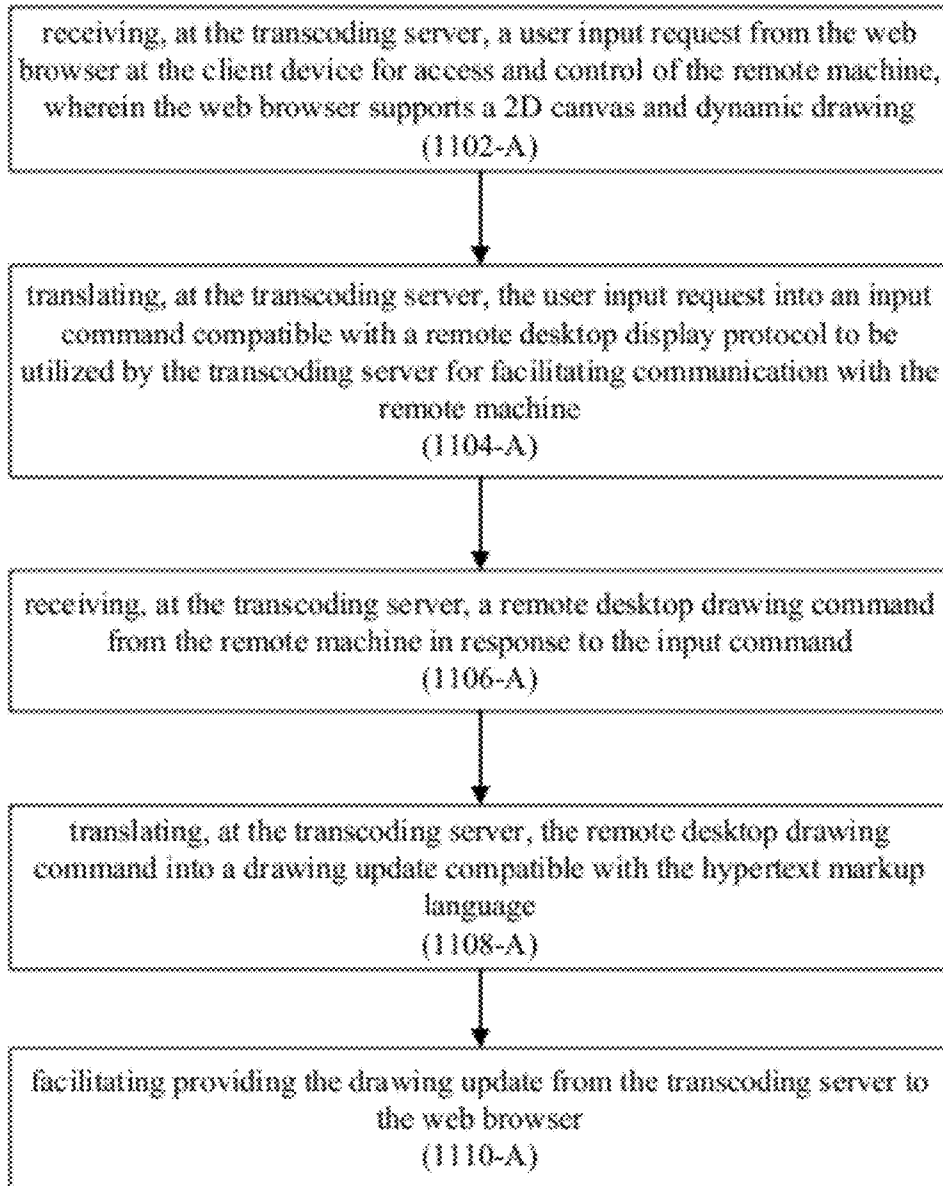 receiving, at the transcoding server, a user input request from the web
browser at the client device for access and control of the remote machine,
wherein the web browser supports a 2D canvas and dynamic drawing
(1102-A)
translating, at the transcoding server, the user input request into an input
command compatible with a remote desktop display protocol to be
utilized by the transcoding server for facilitating communication with the
remote machine
(1104-A)
receiving, at the transcoding server, a remote desktop drawing command
from the remote machine in response to the input command
(1106-A)
translating, at the transcoding server, the remote desktop drawing
command into a drawing update compatible with the hypertext markup
language
(1108-A)
facilitating providing the drawing update from the transcoding server to
the web browser
(1110-A)